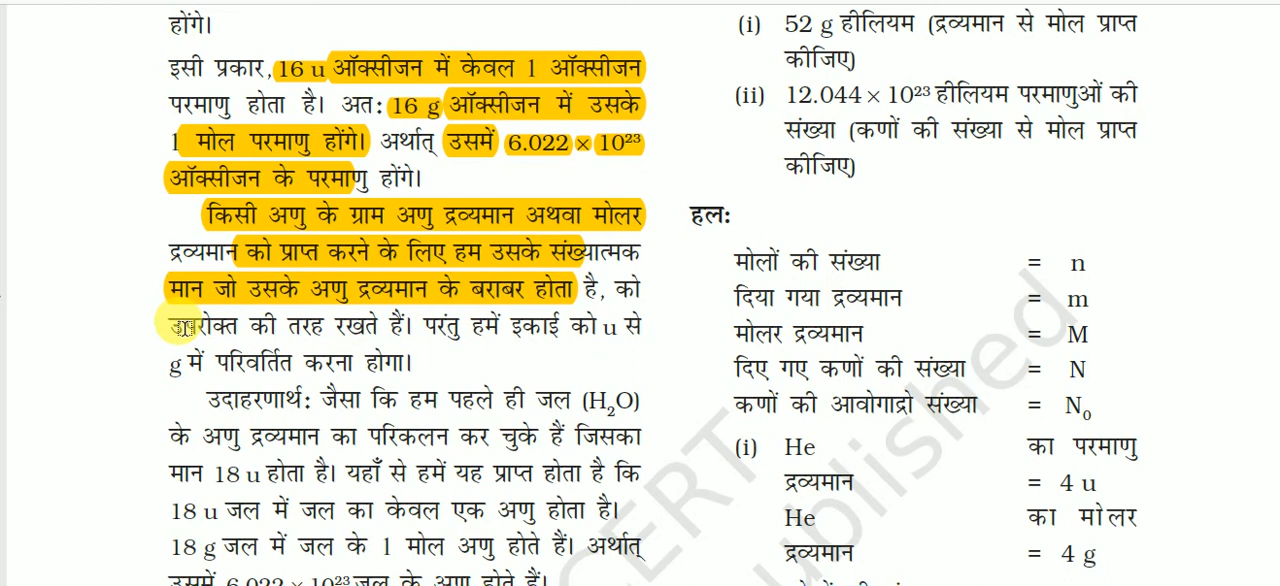 होंगे।
इसी प्रकार, 16 u ऑक्सीजन में केवल 1 ऑक्सीजन
परमाणु होता है। अत: 16 g ऑक्सीजन में उसके
1 मोल परमाणु होंगे। अर्थात् उसमें 6.022 × 10²³
ऑक्सीजन के परमाणु होंगे।
किसी अणु के ग्राम अणु द्रव्यमान अथवा मोलर
द्रव्यमान को प्राप्त करने के लिए हम उसके संख्यात्मक
मान जो उसके अणु द्रव्यमान के बराबर होता है, को
उपरोक्त की तरह रखते हैं। परंतु हमें इकाई को u से
g में परिवर्तित करना होगा।
उदाहरणार्थ: जैसा कि हम पहले ही जल (H₂O)
के अणु द्रव्यमान का परिकलन कर चुके हैं जिसका
मान 18 u होता है। यहाँ से हमें यह प्राप्त होता है कि
18 u जल में जल का केवल एक अणु होता है।
18 g जल में जल के 1 मोल अणु होते हैं। अर्थात्
उसमें 6.022 × 10²³ जल के अणु होते हैं।
(i) 52 g हीलियम (द्रव्यमान से मोल प्राप्त
कीजिए)
(ii) 12.044 × 10²³ हीलियम परमाणुओं की
संख्या (कणों की संख्या से मोल प्राप्त
कीजिए)
हल:
मोलों की संख्या = n
दिया गया द्रव्यमान = m
मोलर द्रव्यमान = M
दिए गए कणों की संख्या = N
कणों की आवोगाद्रो संख्या = N₀
(i) He का परमाणु
द्रव्यमान = 4 u
He का मोलर
द्रव्यमान = 4 g